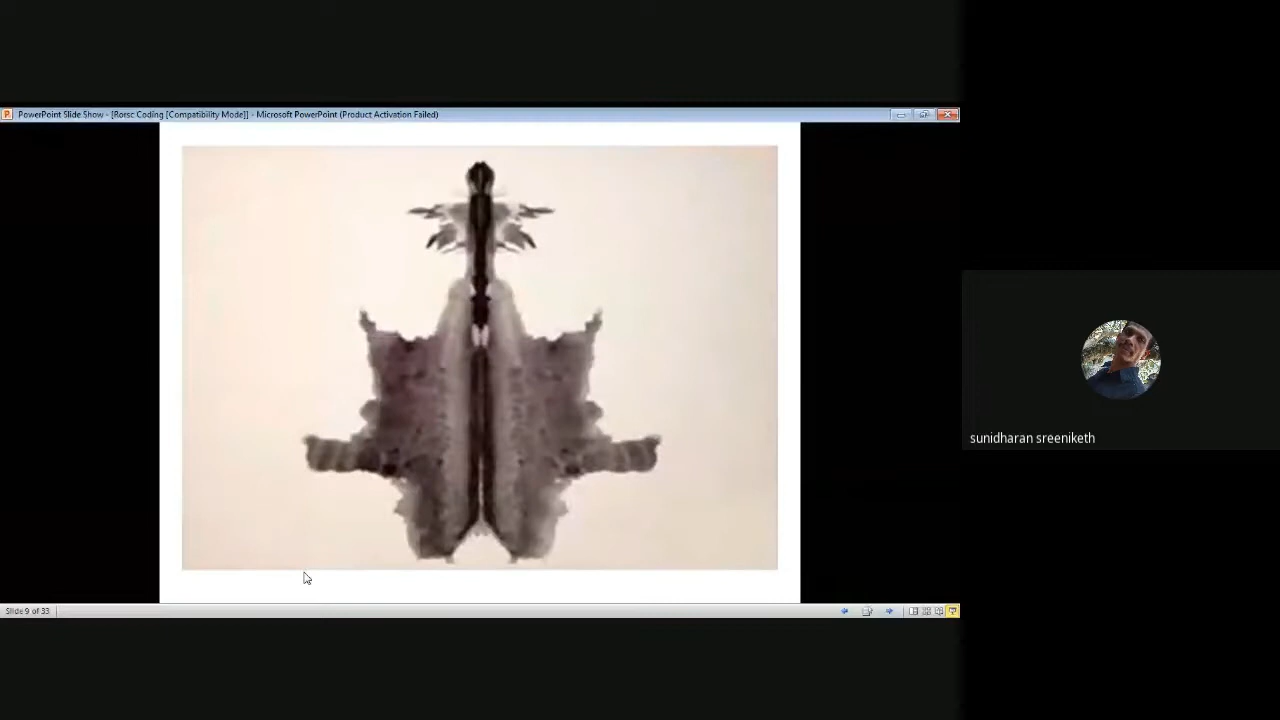 PowerPoint Slide Show - [Rorsc Coding [Compatibility Mode]] - Microsoft PowerPoint (Product Activation Failed)
sunidharan sreeniketh
Slide 9 of 33